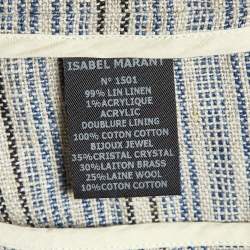 ISABEL MARANT
N° 1501
99% LIN LINEN
1% ACRYLIQUE
ACRYLIC
DOUBLURE LINING
100% COTON COTTON
BIJOUX JEWEL
35% CRISTAL CRYSTAL
30% LAITON BRASS
25% LAINE WOOL
10% COTON COTTON